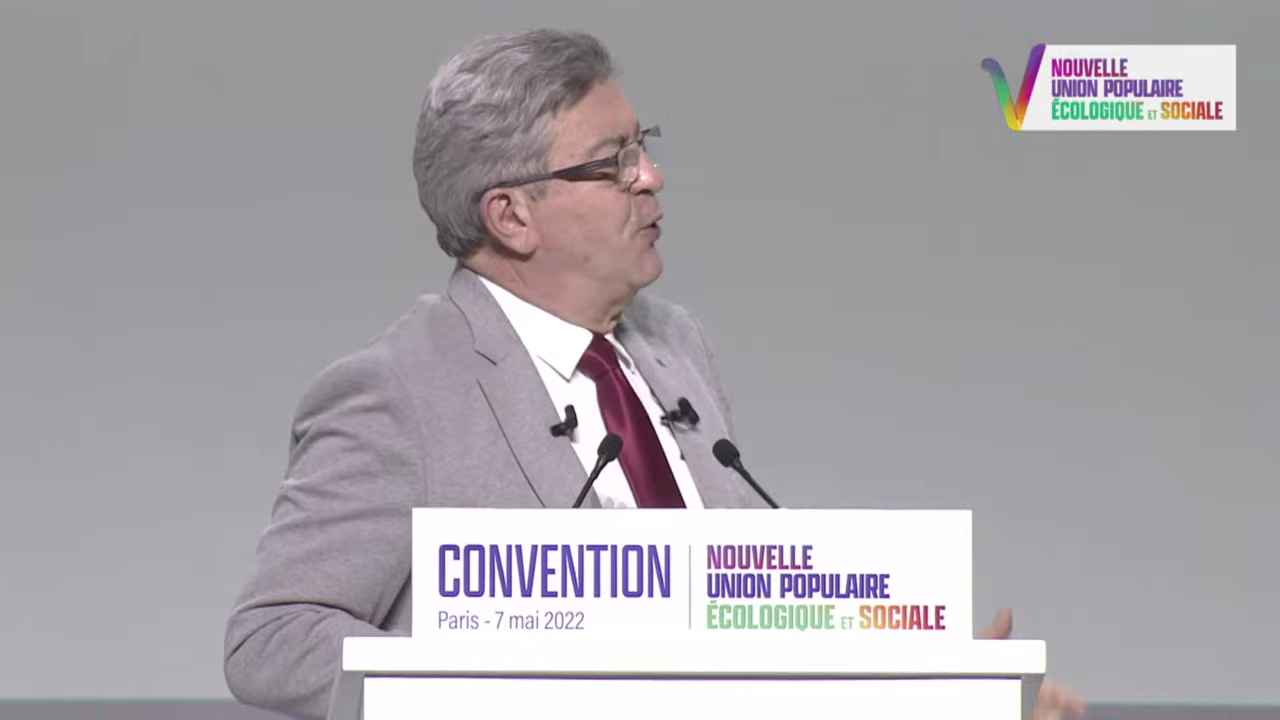 NOUVELLE
UNION POPULAIRE
ÉCOLOGIQUE ET SOCIALE
CONVENTION
Paris - 7 mai 2022
NOUVELLE
UNION POPULAIRE
ÉCOLOGIQUE ET SOCIALE